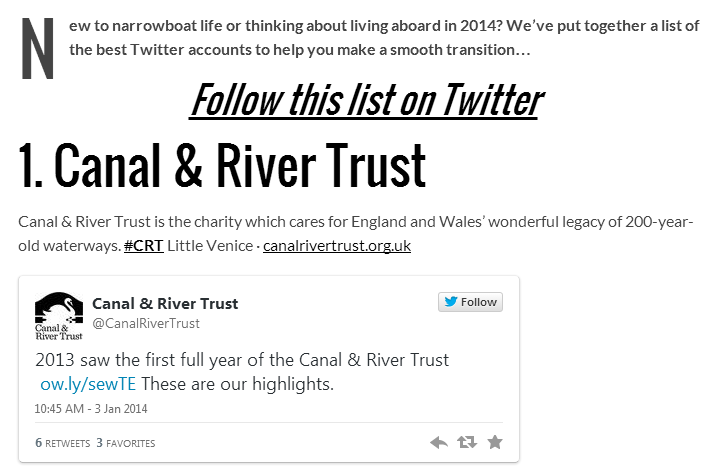 New to narrowboat life or thinking about living aboard in 2014? We've put together a list of
the best Twitter accounts to help you make a smooth transition…
Follow this list on Twitter
1. Canal & River Trust
Canal & River Trust is the charity which cares for England and Wales' wonderful legacy of 200-year-
old waterways. #CRT Little Venice · canalrivertrust.org.uk
Canal &
River Trust
Canal & River Trust
@CanalRiverTrust
Follow
2013 saw the first full year of the Canal & River Trust
ow.ly/sewTE These are our highlights.
10:45 AM - 3 Jan 2014
6 RETWEETS 3 FAVORITES